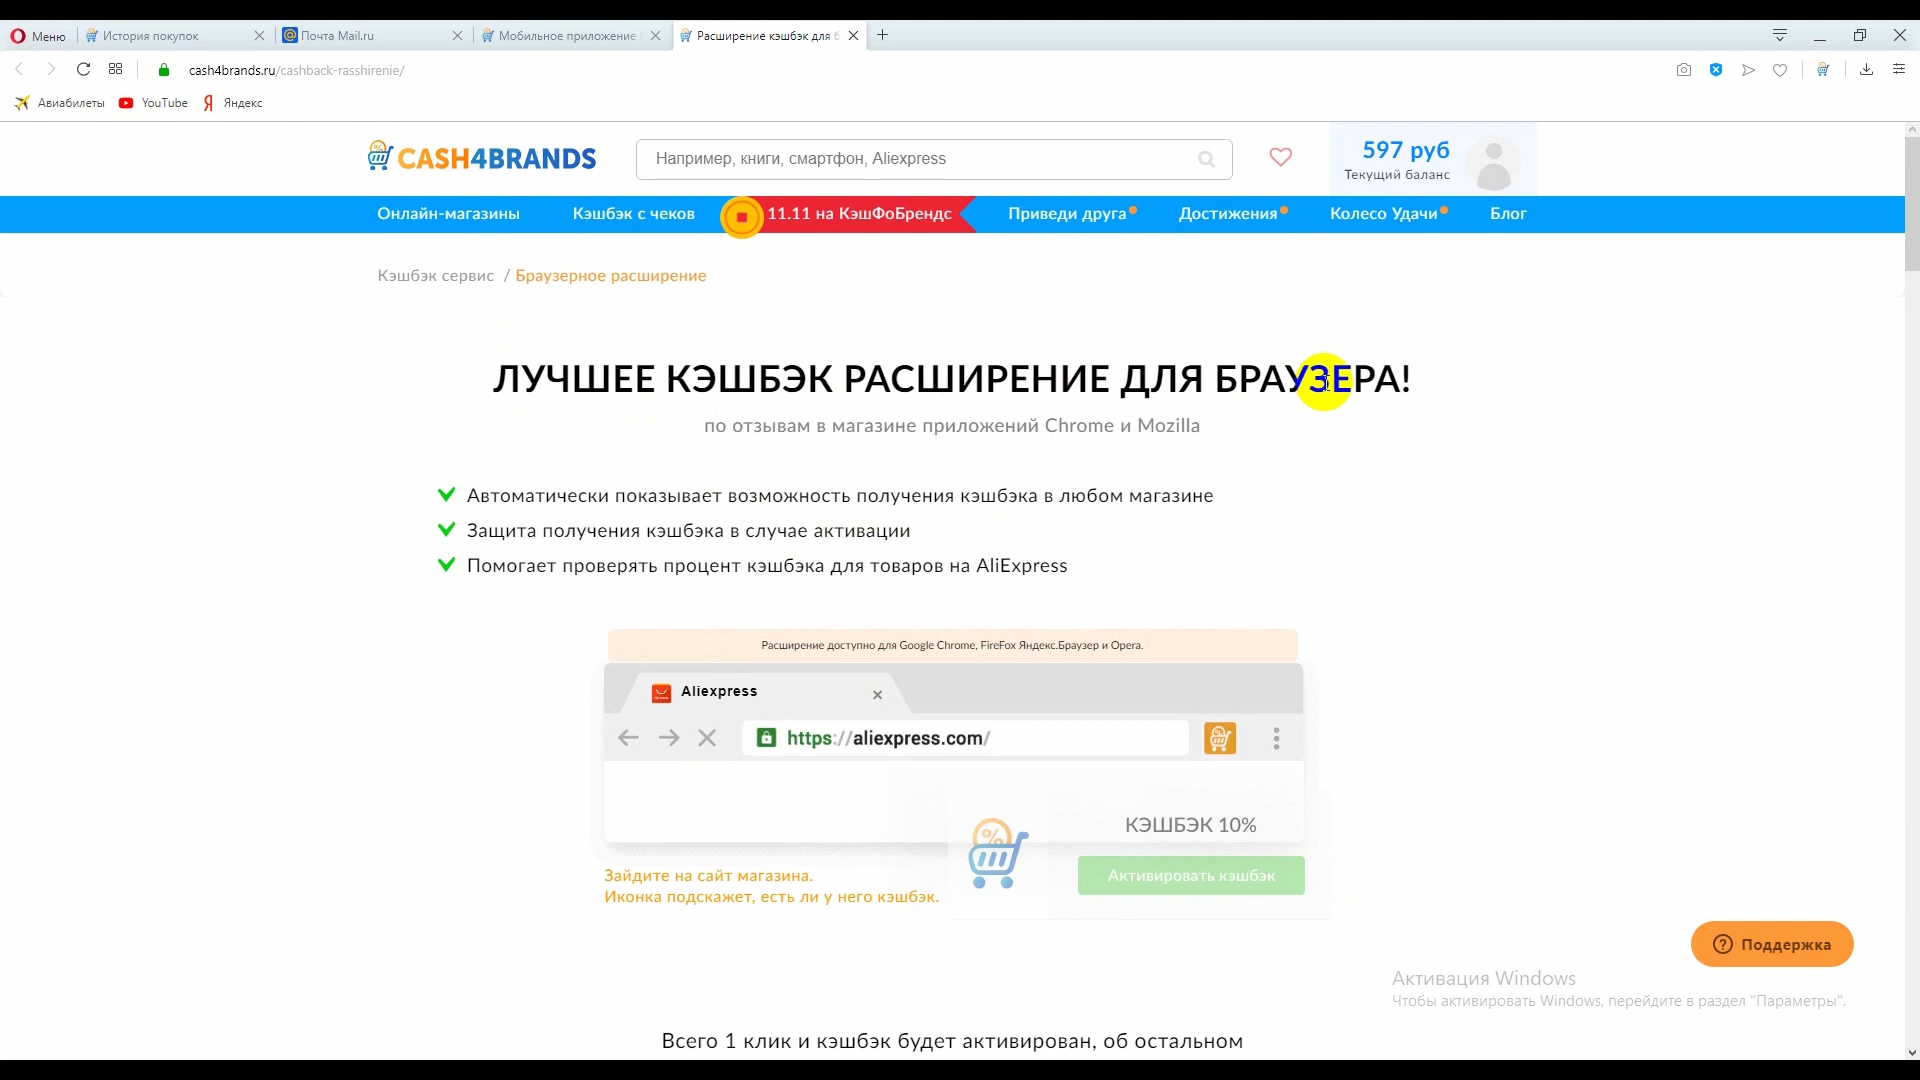 Меню
История покупок
Почта Mail.ru
Мобильное приложение
Расширение кэшбэк для б
cash4brands.ru/cashback-rasshirenie/
Авиабилеты
YouTube
Яндекс
CASH4BRANDS
Например, книги, смартфон, Aliexpress
597 руб
Текущий баланс
Онлайн-магазины
Кэшбэк с чеков
11.11 на КэшФоБрендс
Приведи друга
Достижения
Колесо Удачи
Блог
Кэшбэк сервис / Браузерное расширение
ЛУЧШЕЕ КЭШБЭК РАСШИРЕНИЕ ДЛЯ БРАУЗЕРА!
по отзывам в магазине приложений Chrome и Mozilla
Автоматически показывает возможность получения кэшбэка в любом магазине
Защита получения кэшбэка в случае активации
Помогает проверять процент кэшбэка для товаров на AliExpress
Расширение доступно для Google Chrome, FireFox Яндекс.Браузер и Opera.
Aliexpress
https://aliexpress.com/
КЭШБЭК 10%
Активировать кэшбэк
Зайдите на сайт магазина.
Иконка подскажет, есть ли у него кэшбэк.
Поддержка
Активация Windows
Чтобы активировать Windows, перейдите в раздел "Параметры".
Всего 1 клик и кэшбэк будет активирован, об остальном